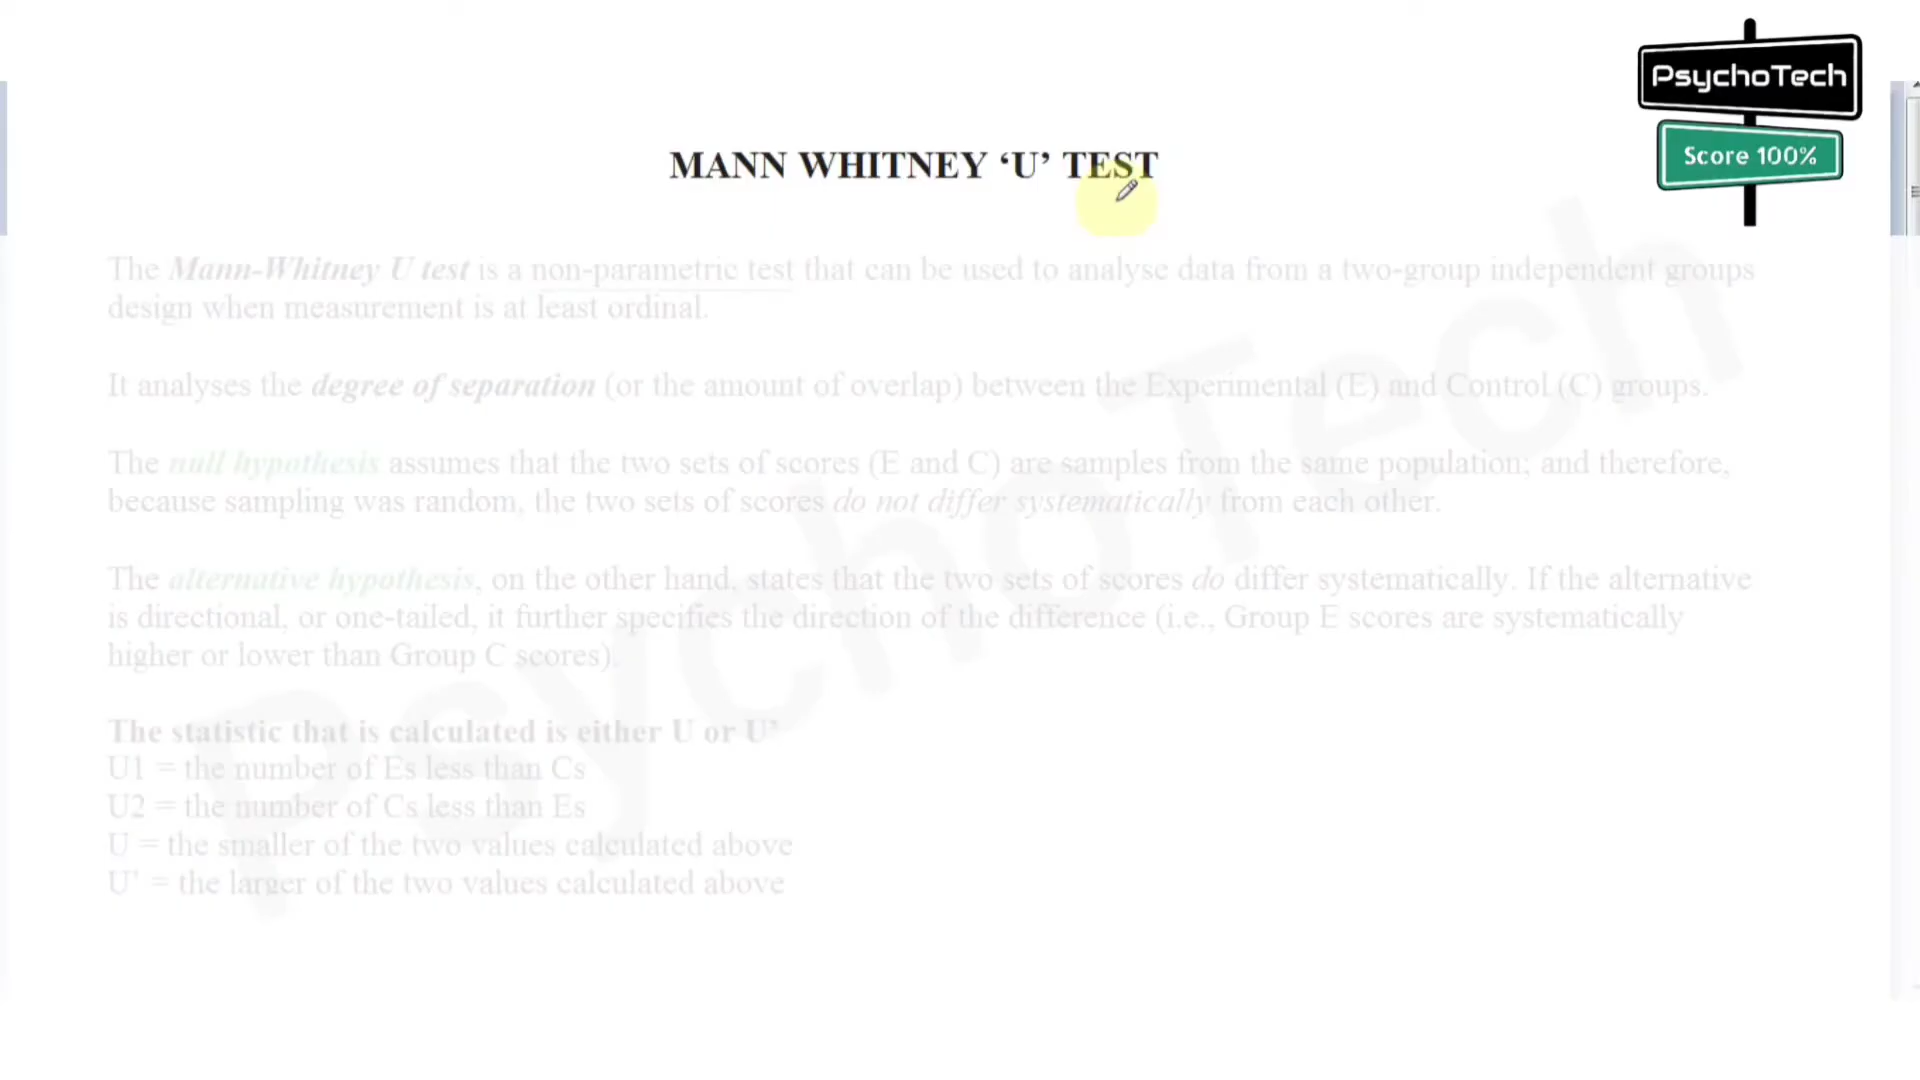 PsychoTech
Score 100%
MANN WHITNEY ‘U’ TEST
The Mann-Whitney U test is a non-parametric test that can be used to analyse data from a two-group independent groups
design when measurement is at least ordinal.
It analyses the degree of separation (or the amount of overlap) between the Experimental (E) and Control (C) groups.
The null hypothesis assumes that the two sets of scores (E and C) are samples from the same population; and therefore,
because sampling was random, the two sets of scores do not differ systematically from each other.
The alternative hypothesis, on the other hand, states that the two sets of scores do differ systematically. If the alternative
is directional, or one-tailed, it further specifies the direction of the difference (i.e., Group E scores are systematically
higher or lower than Group C scores).
The statistic that is calculated is either U or U’
U1 = the number of Es less than Cs
U2 = the number of Cs less than Es
U = the smaller of the two values calculated above
U’ = the larger of the two values calculated above
PsychoTech